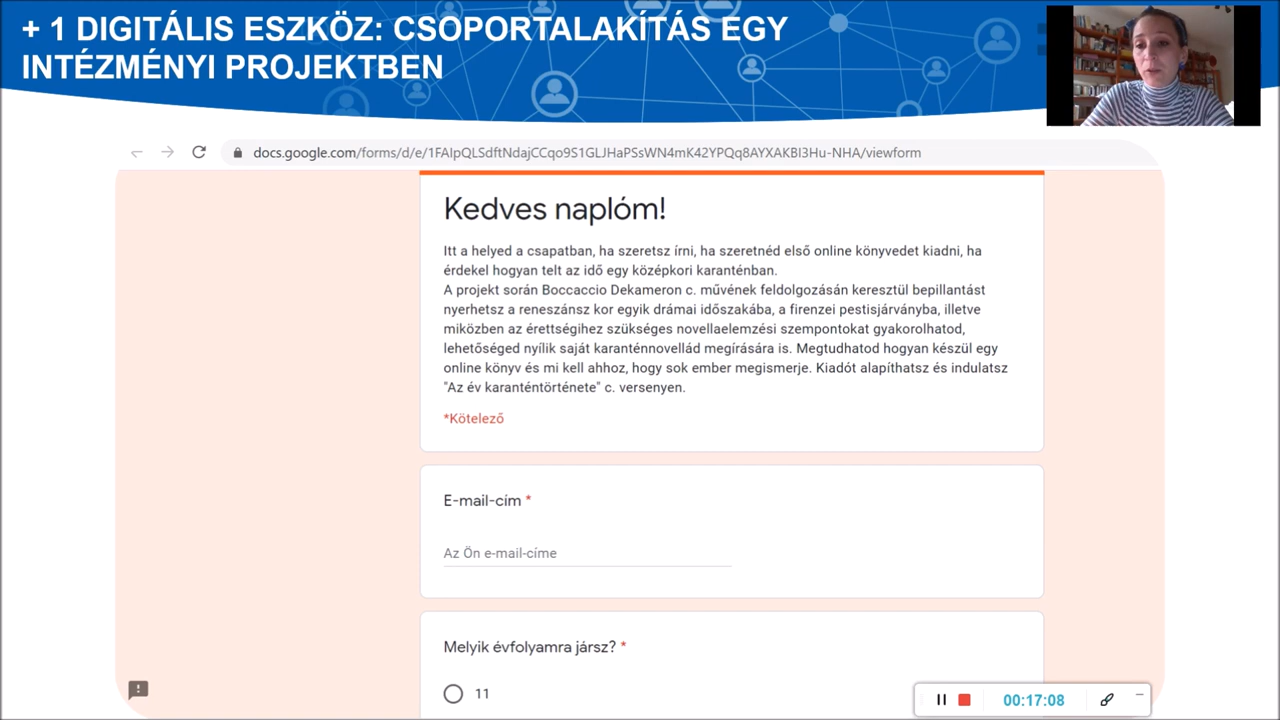 + 1 DIGITÁLIS ESZKÖZ: CSOPORTALAKÍTÁS EGY
INTÉZMÉNYI PROJEKTBEN
docs.google.com/forms/d/e/1FAIpQLSdftNdajCCqo9S1GLJHaPSsWN4mK42YPQq8AYXAKBI3Hu-NHA/viewform
Kedves naplóm!
Itt a helyed a csapatban, ha szeretsz írni, ha szeretnéd első online könyvedet kiadni, ha
érdekel hogyan telt az idő egy középkori karanténban.
A projekt során Boccaccio Dekameron c. művének feldolgozásán keresztül bepillantást
nyerhetsz a reneszánsz kor egyik drámai időszakába, a firenzei pestisjárványba, illetve
miközben az érettségihez szükséges novellaelemzési szempontokat gyakorolhatod,
lehetőséged nyílik saját karanténnovellád megírására is. Megtudhatod hogyan készül egy
online könyv és mi kell ahhoz, hogy sok ember megismerje. Kiadót alapíthatsz és indulatsz
"Az év karanténtörténete" c. versenyen.
*Kötelező
E-mail-cím *
Az Ön e-mail-címe
Melyik évfolyamra jársz? *
11
00:17:08